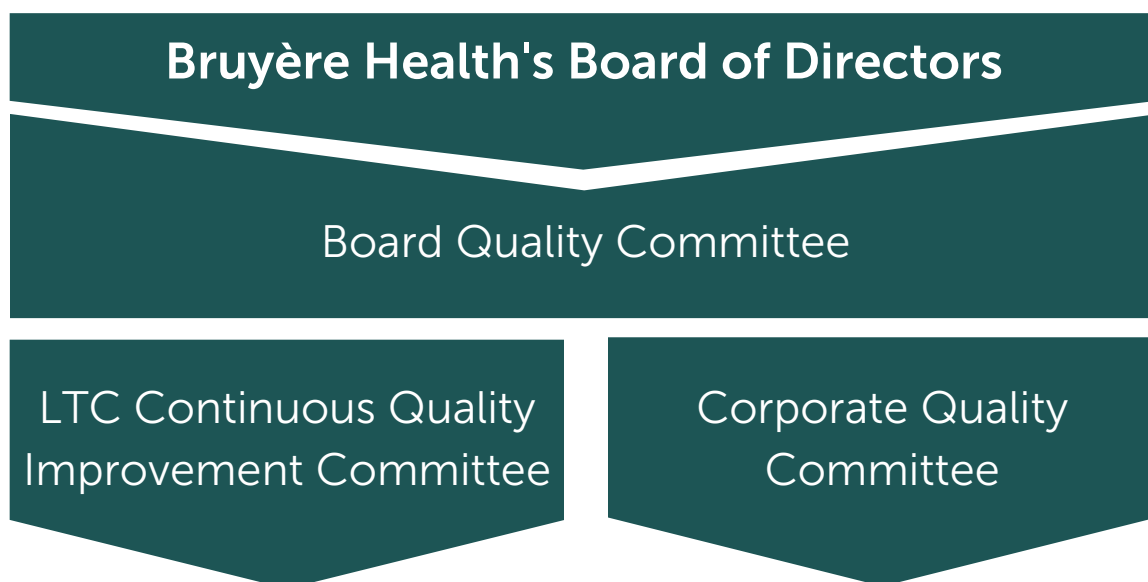 Bruyère Health's Board of Directors
Board Quality Committee
LTC Continuous Quality
Improvement Committee
Corporate Quality
Committee